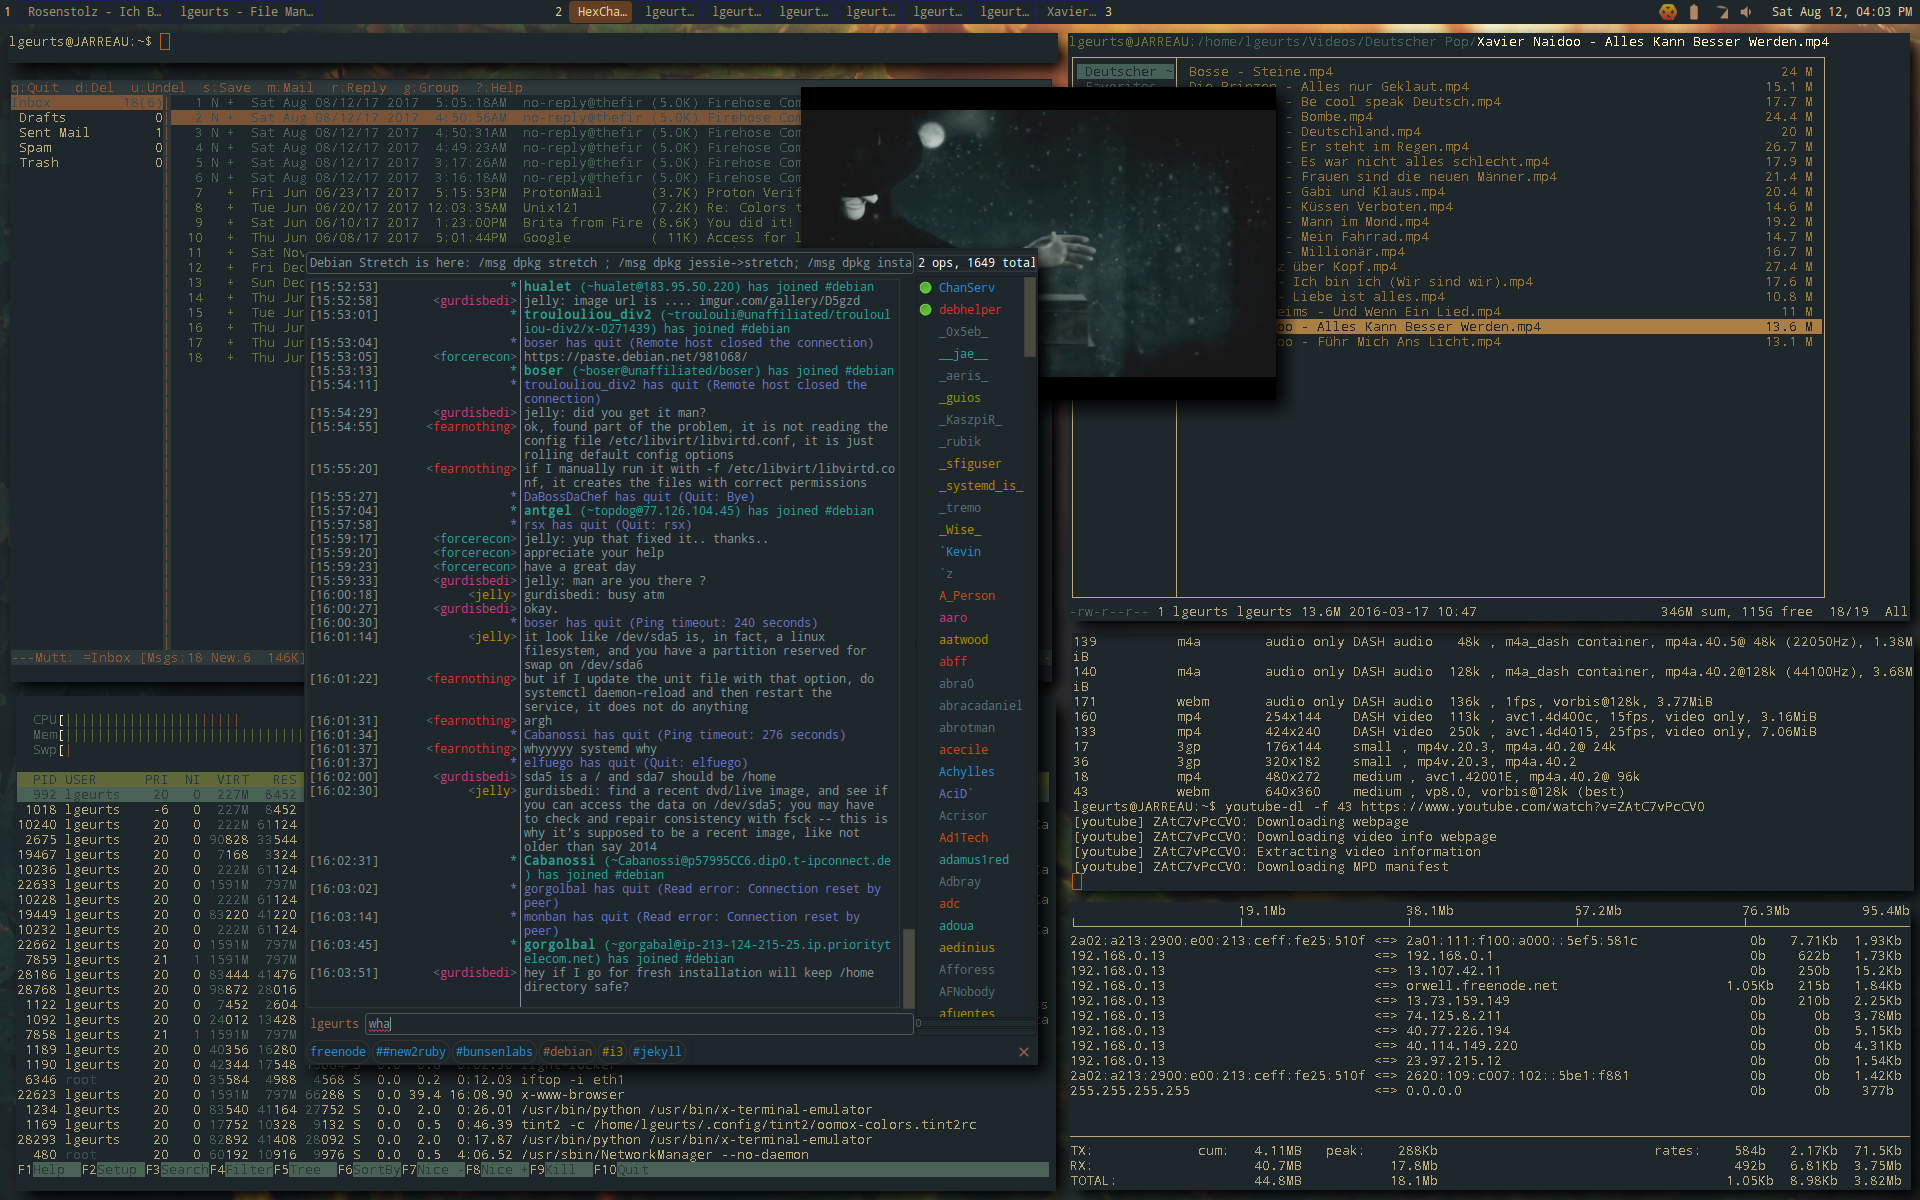 1 Rosenstolz - Ich B… lgeurts - File Man… 2 HexCha… lgeurt… lgeurt… lgeurt… lgeurt… lgeurt… lgeurt… Xavier… 3 Sat Aug 12, 04:03 PM
lgeurts@JARREAU:~$
q:Quit d:Del u:Undel s:Save m:Mail r:Reply g:Group ?:Help
Inbox 18(6)
Drafts 0
Sent Mail 1
Spam 0
Trash 0
1 N + Sat Aug 08/12/17 2017 5:05:18AM no-reply@thefir (5.0K) Firehose Com
2 N + Sat Aug 08/12/17 2017 4:50:56AM no-reply@thefir (5.0K) Firehose Com
3 N + Sat Aug 08/12/17 2017 4:50:31AM no-reply@thefir (5.0K) Firehose Com
4 N + Sat Aug 08/12/17 2017 4:49:23AM no-reply@thefir (5.0K) Firehose Com
5 N + Sat Aug 08/12/17 2017 3:17:26AM no-reply@thefir (5.0K) Firehose Com
6 N + Sat Aug 08/12/17 2017 3:16:18AM no-reply@thefir (5.0K) Firehose Com
7 + Fri Jun 06/23/17 2017 5:15:53PM ProtonMail (3.7K) Proton Verif
8 + Tue Jun 06/20/17 2017 12:03:35AM Unix121 (7.2K) Re: Colors t
9 + Sat Jun 06/10/17 2017 1:23:00PM Brita from Fire (8.6K) You did it!
10 + Thu Jun 06/08/17 2017 5:01:44PM Google ( 11K) Access for l
11 + Sat Nov
12 + Fri Dec
13 + Sun Dec
14 + Thu Jun
15 + Thu Jun
16 + Thu Jun
17 + Thu Jun
18 + Thu Jun
---Mutt: =Inbox [Msgs:18 New:6 146K]
Debian Stretch is here: /msg dpkg stretch ; /msg dpkg jessie->stretch; /msg dpkg insta
[15:52:53] * hualet (~hualet@183.95.50.220) has joined #debian
[15:52:58] <gurdisbedi> jelly: image url is .... imgur.com/gallery/D5gzd
[15:53:01] * troulouliou_div2 (~troulouli@unaffiliated/trouloul
iou-div2/x-0271439) has joined #debian
[15:53:04] * boser has quit (Remote host closed the connection)
[15:53:05] <forcerecon> https://paste.debian.net/981068/
[15:53:13] * boser (~boser@unaffiliated/boser) has joined #debian
[15:54:11] * troulouliou_div2 has quit (Remote host closed the
connection)
[15:54:29] <gurdisbedi> jelly: did you get it man?
[15:54:55] <fearnothing> ok, found part of the problem, it is not reading the
config file /etc/libvirt/libvirtd.conf, it is just
rolling default config options
[15:55:20] <fearnothing> if I manually run it with -f /etc/libvirt/libvirtd.co
nf, it creates the files with correct permissions
[15:55:27] * DaBossDaChef has quit (Quit: Bye)
[15:57:04] * antgel (~topdog@77.126.104.45) has joined #debian
[15:57:58] * rsx has quit (Quit: rsx)
[15:59:17] <forcerecon> jelly: yup that fixed it.. thanks..
[15:59:20] <forcerecon> appreciate your help
[15:59:23] <forcerecon> have a great day
[15:59:33] <gurdisbedi> jelly: man are you there ?
[16:00:18] <jelly> gurdisbedi: busy atm
[16:00:27] <gurdisbedi> okay.
[16:00:30] * boser has quit (Ping timeout: 240 seconds)
[16:01:14] <jelly> it look like /dev/sda5 is, in fact, a linux
filesystem, and you have a partition reserved for
swap on /dev/sda6
[16:01:22] <fearnothing> but if I update the unit file with that option, do
systemctl daemon-reload and then restart the
service, it does not do anything
[16:01:31] <fearnothing> argh
[16:01:34] * Cabanossi has quit (Ping timeout: 276 seconds)
[16:01:37] <fearnothing> whyyyyy systemd why
[16:01:37] * elfuego has quit (Quit: elfuego)
[16:02:00] <gurdisbedi> sda5 is a / and sda7 should be /home
[16:02:30] <jelly> gurdisbedi: find a recent dvd/live image, and see if
you can access the data on /dev/sda5; you may have
to check and repair consistency with fsck -- this is
why it's supposed to be a recent image, like not
older than say 2014
[16:02:31] * Cabanossi (~Cabanossi@p57995CC6.dip0.t-ipconnect.de
) has joined #debian
[16:03:02] * gorgolbal has quit (Read error: Connection reset by
peer)
[16:03:14] * monban has quit (Read error: Connection reset by
peer)
[16:03:45] * gorgolbal (~gorgabal@ip-213-124-215-25.ip.priorityt
elecom.net) has joined #debian
[16:03:51] <gurdisbedi> hey if I go for fresh installation will keep /home
directory safe?
lgeurts wha
freenode ##new2ruby #bunsenlabs #debian #i3 #jekyll
2 ops, 1649 total
ChanServ
debhelper
_0x5eb_
__jae__
_aeris_
_guios
_KaszpiR_
_rubik
_sfiguser
_systemd_is_
_tremo
_Wise_
`Kevin
`z
A_Person
aaro
aatwood
abff
abra0
abracadaniel
abrotman
acecile
Achylles
AciD`
Acrisor
Ad1Tech
adamus1red
Adbray
adc
adoua
aedinius
Afforess
AFNobody
afuentes
CPU[
Mem[
Swp[
PID USER PRI NI VIRT RES
992 lgeurts 20 0 227M 8452
1018 lgeurts -6 0 227M 8452
10240 lgeurts 20 0 222M 61124
2675 lgeurts 20 0 90828 33544
19467 lgeurts 20 0 7168 3324
10236 lgeurts 20 0 222M 61124
22633 lgeurts 20 0 1591M 797M
10228 lgeurts 20 0 222M 61124
19449 lgeurts 20 0 83220 41220
10232 lgeurts 20 0 222M 61124
22662 lgeurts 20 0 1591M 797M
7859 lgeurts 21 1 1591M 797M
28186 lgeurts 20 0 83444 41476
28768 lgeurts 20 0 98872 28016
1122 lgeurts 20 0 7452 2604
1092 lgeurts 20 0 24012 13428
7858 lgeurts 21 1 1591M 797M
1189 lgeurts 20 0 40356 16280
1190 lgeurts 20 0 42344 17548
6346 root 20 0 35584 4988 4568 S 0.0 0.2 0:12.03 iftop -i eth1
22623 lgeurts 20 0 1591M 797M 66288 S 0.0 39.4 16:08.90 x-www-browser
1234 lgeurts 20 0 83540 41164 27752 S 0.0 2.0 0:26.01 /usr/bin/python /usr/bin/x-terminal-emulator
1169 lgeurts 20 0 17752 10328 9132 S 0.0 0.5 0:46.39 tint2 -c /home/lgeurts/.config/tint2/oomox-colors.tint2rc
28293 lgeurts 20 0 82892 41408 28092 S 0.0 2.0 0:17.87 /usr/bin/python /usr/bin/x-terminal-emulator
480 root 20 0 60192 10916 9976 S 0.0 0.5 4:06.52 /usr/sbin/NetworkManager --no-daemon
F1Help F2Setup F3SearchF4FilterF5Tree F6SortByF7Nice -F8Nice +F9Kill F10Quit
lgeurts@JARREAU:/home/lgeurts/Videos/Deutscher Pop/Xavier Naidoo - Alles Kann Besser Werden.mp4
Deutscher ~
Favorites
Bosse - Steine.mp4 24 M
Die Prinzen - Alles nur Geklaut.mp4 15.1 M
- Be cool speak Deutsch.mp4 17.7 M
- Bombe.mp4 24.4 M
- Deutschland.mp4 20 M
- Er steht im Regen.mp4 26.7 M
- Es war nicht alles schlecht.mp4 17.9 M
- Frauen sind die neuen Männer.mp4 21.4 M
- Gabi und Klaus.mp4 20.4 M
- Küssen Verboten.mp4 14.6 M
- Mann im Mond.mp4 19.2 M
- Mein Fahrrad.mp4 14.7 M
- Millionär.mp4 16.7 M
z über Kopf.mp4 27.4 M
- Ich bin ich (Wir sind wir).mp4 17.6 M
- Liebe ist alles.mp4 10.8 M
eims - Und Wenn Ein Lied.mp4 11 M
oo - Alles Kann Besser Werden.mp4 13.6 M
oo - Führ Mich Ans Licht.mp4 13.1 M
-rw-r--r-- 1 lgeurts lgeurts 13.6M 2016-03-17 10:47 346M sum, 115G free 18/19 All
139 m4a audio only DASH audio 48k , m4a_dash container, mp4a.40.5@ 48k (22050Hz), 1.38M
iB
140 m4a audio only DASH audio 128k , m4a_dash container, mp4a.40.2@128k (44100Hz), 3.68M
iB
171 webm audio only DASH audio 136k , 1fps, vorbis@128k, 3.77MiB
160 mp4 254x144 DASH video 113k , avc1.4d400c, 15fps, video only, 3.16MiB
133 mp4 424x240 DASH video 250k , avc1.4d4015, 25fps, video only, 7.06MiB
17 3gp 176x144 small , mp4v.20.3, mp4a.40.2@ 24k
36 3gp 320x182 small , mp4v.20.3, mp4a.40.2
18 mp4 480x272 medium , avc1.42001E, mp4a.40.2@ 96k
43 webm 640x360 medium , vp8.0, vorbis@128k (best)
lgeurts@JARREAU:~$ youtube-dl -f 43 https://www.youtube.com/watch?v=ZAtC7vPcCV0
[youtube] ZAtC7vPcCV0: Downloading webpage
[youtube] ZAtC7vPcCV0: Downloading video info webpage
[youtube] ZAtC7vPcCV0: Extracting video information
[youtube] ZAtC7vPcCV0: Downloading MPD manifest
19.1Mb 38.1Mb 57.2Mb 76.3Mb 95.4Mb
2a02:a213:2900:e00:213:ceff:fe25:510f <=> 2a01:111:f100:a000::5ef5:581c 0b 7.71Kb 1.93Kb
192.168.0.13 <=> 192.168.0.1 0b 622b 1.73Kb
192.168.0.13 <=> 13.107.42.11 0b 250b 15.2Kb
192.168.0.13 <=> orwell.freenode.net 1.05Kb 215b 1.84Kb
192.168.0.13 <=> 13.73.159.149 0b 210b 2.25Kb
192.168.0.13 <=> 74.125.8.211 0b 0b 3.78Mb
192.168.0.13 <=> 40.77.226.194 0b 0b 5.15Kb
192.168.0.13 <=> 40.114.149.220 0b 0b 4.31Kb
192.168.0.13 <=> 23.97.215.12 0b 0b 1.54Kb
2a02:a213:2900:e00:213:ceff:fe25:510f <=> 2620:109:c007:102::5be1:f881 0b 0b 1.42Kb
255.255.255.255 <=> 0.0.0.0 0b 0b 377b
TX: cum: 4.11MB peak: 288Kb rates: 584b 2.17Kb 71.5Kb
RX: 40.7MB 17.8Mb 492b 6.81Kb 3.75Mb
TOTAL: 44.8MB 18.1Mb 1.05Kb 8.98Kb 3.82Mb